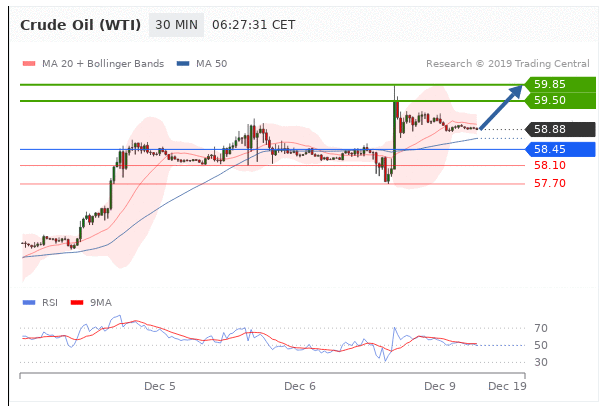 Crude Oil (WTI) 30 MIN 06:27:31 CET
MA 20 + Bollinger Bands MA 50 Research © 2019 Trading Central
59.85
59.50
58.88
58.45
58.10
57.70
RSI 9MA
70
50
30
Dec 5 Dec 6 Dec 9 Dec 19